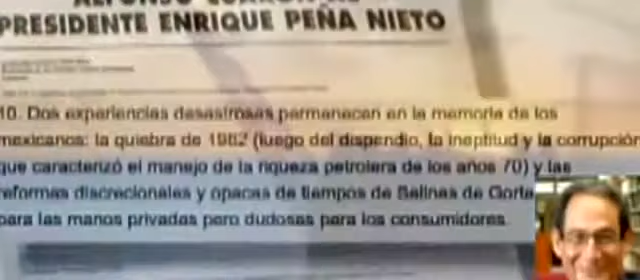 PRESIDENTE ENRIQUE PEÑA NIETO
10. Dos experiencias desastrosas permanecen en la memoria de los
mexicanos: la quiebra de 1982 (luego del dispendio, la ineptitud y la corrupción
que caracterizó el manejo de la riqueza petrolera de los años 70) y las
reformas discrecionales y opacas de tiempos de Salinas de Gorta
para las manos privadas pero dudosas para los consumidores.